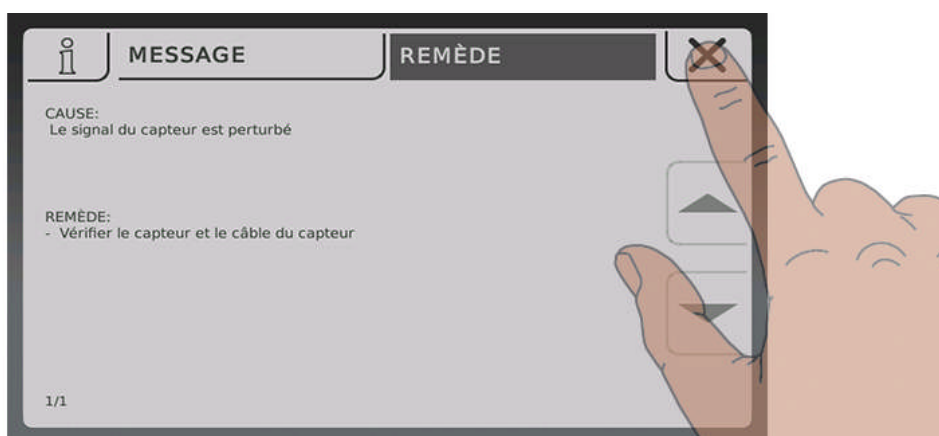 MESSAGE
REMÈDE
CAUSE:
Le signal du capteur est perturbé
REMÈDE:
- Vérifier le capteur et le câble du capteur
1/1